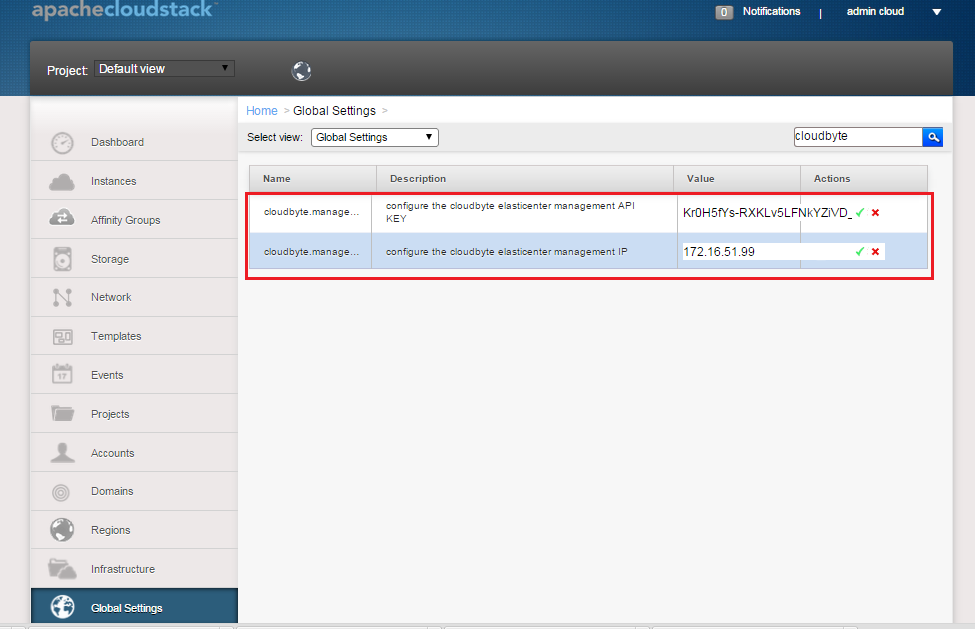 apachecloudstack
0 Notifications | admin cloud
Project: Default view
Home > Global Settings >
Select view: Global Settings
cloudbyte
Name Description Value Actions
cloudbyte.manage... configure the cloudbyte elasticenter management API
KEY
Kr0H5fYs-RXKLv5LFNkYZiVD_
cloudbyte.manage... configure the cloudbyte elasticenter management IP 172.16.51.99
Dashboard
Instances
Affinity Groups
Storage
Network
Templates
17 Events
Projects
Accounts
Domains
Regions
Infrastructure
Global Settings